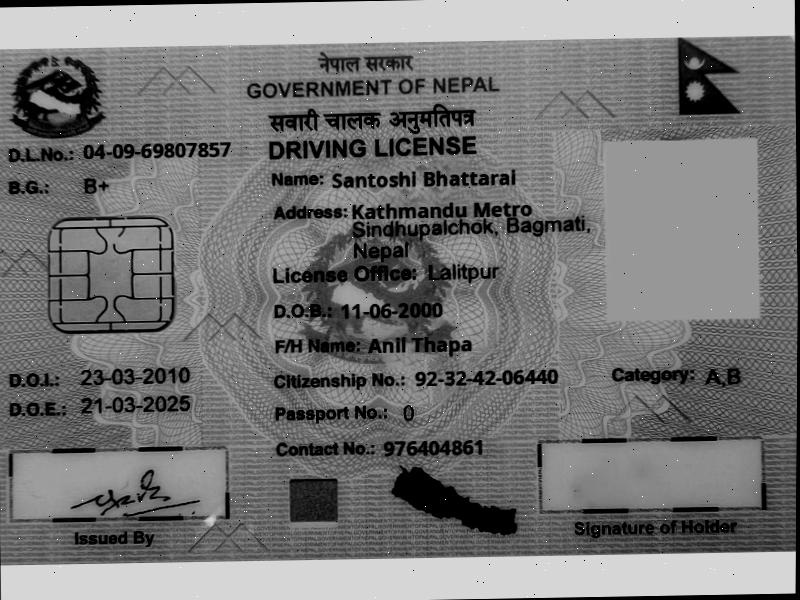 नेपाल सरकार
GOVERNMENT OF NEPAL
सवारी चालक अनुमतिपत्र
DRIVING LICENSE
D.L.No.: 04-09-69807857
B.G.: B+
Name: Santoshi Bhattarai
Address: Kathmandu Metro
Sindhupalchok, Bagmati,
Nepal
License Office: Lalitpur
D.O.B.: 11-06-2000
F/H Name: Anil Thapa
D.O.I.: 23-03-2010
Citizenship No.: 92-32-42-06440
Category: A,B
D.O.E.: 21-03-2025
Passport No.: 0
Contact No.: 976404861
Issued By
Signature of Holder